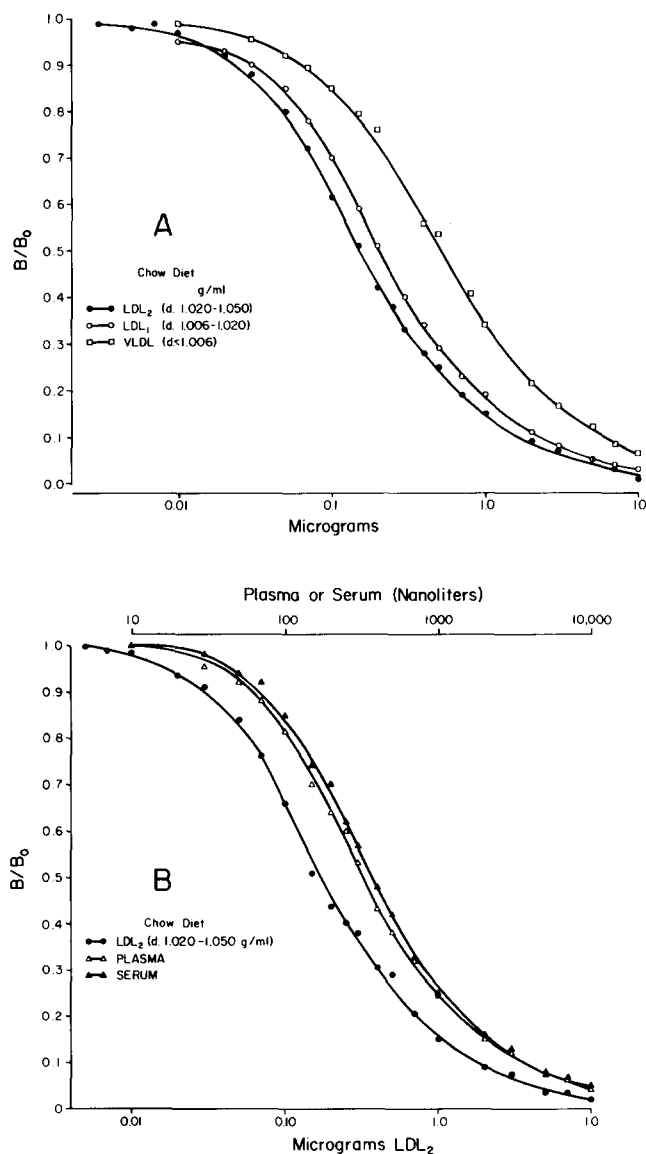 1.0
0.9
0.8
0.7
0.6
0.5
0.4
0.3
0.2
0.1
0.0
B/B₀
A
Chow Diet
g/ml
LDL₂ (d. 1.020-1.050)
LDL₁ (d. 1.006-1.020)
VLDL (d<1.006)
0.01 0.1 1.0 10
Micrograms
Plasma or Serum (Nanoliters)
10 100 1000 10,000
1.0
0.9
0.8
0.7
0.6
0.5
0.4
0.3
0.2
0.1
0
B/B₀
B
Chow Diet
LDL₂ (d. 1.020-1.050 g/ml)
PLASMA
SERUM
0.01 0.10 1.0 10
Micrograms LDL₂